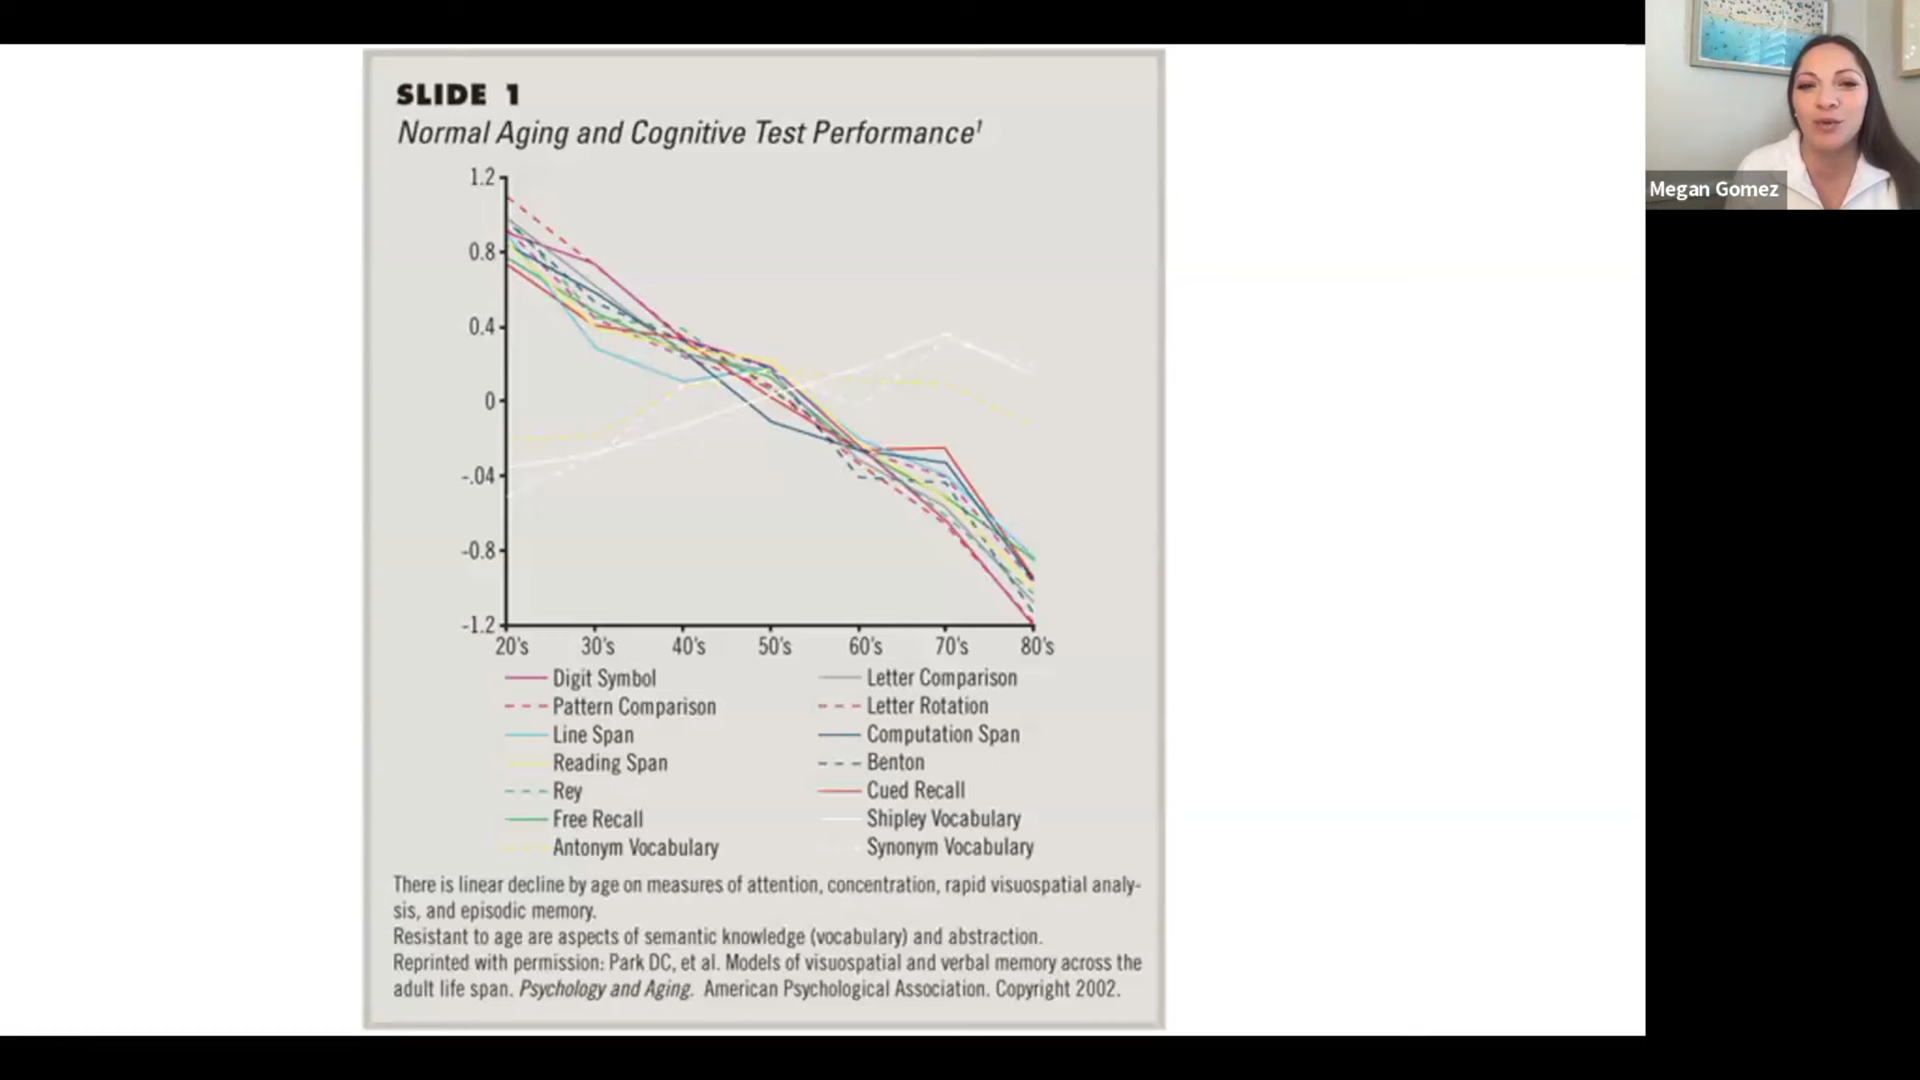 SLIDE 1
Normal Aging and Cognitive Test Performance¹
1.2
0.8
0.4
0
-.04
-0.8
-1.2
20's 30's 40's 50's 60's 70's 80's
Digit Symbol
Pattern Comparison
Line Span
Reading Span
Rey
Free Recall
Antonym Vocabulary
Letter Comparison
Letter Rotation
Computation Span
Benton
Cued Recall
Shipley Vocabulary
Synonym Vocabulary
There is linear decline by age on measures of attention, concentration, rapid visuospatial analy-
sis, and episodic memory.
Resistant to age are aspects of semantic knowledge (vocabulary) and abstraction.
Reprinted with permission: Park DC, et al. Models of visuospatial and verbal memory across the
adult life span. Psychology and Aging. American Psychological Association. Copyright 2002.
Megan Gomez